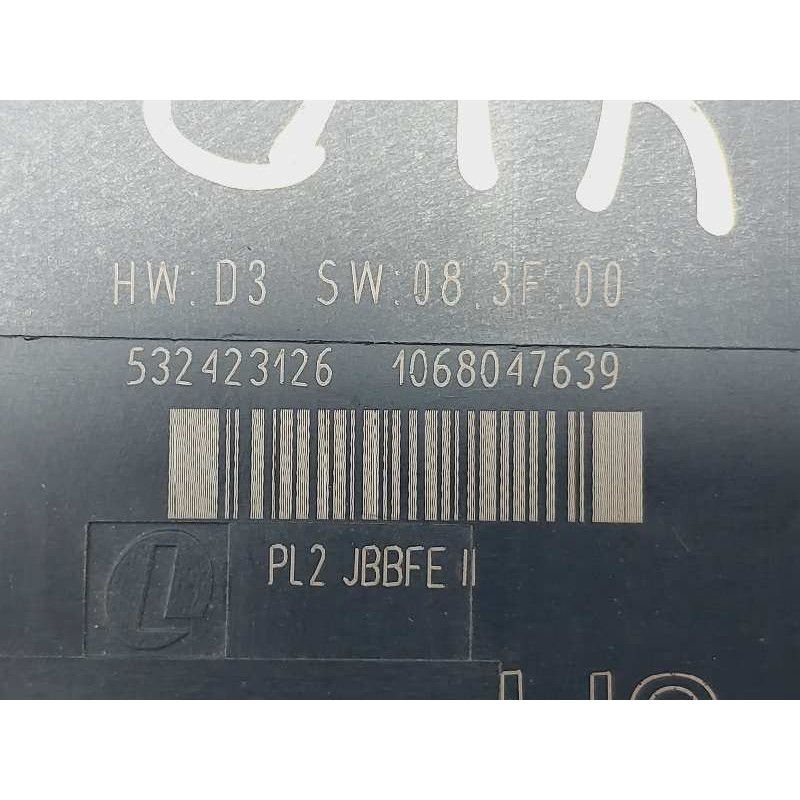 HW: D3 SW:08.3F.00
532423126 1068047639
PL2 JBBFE II
L